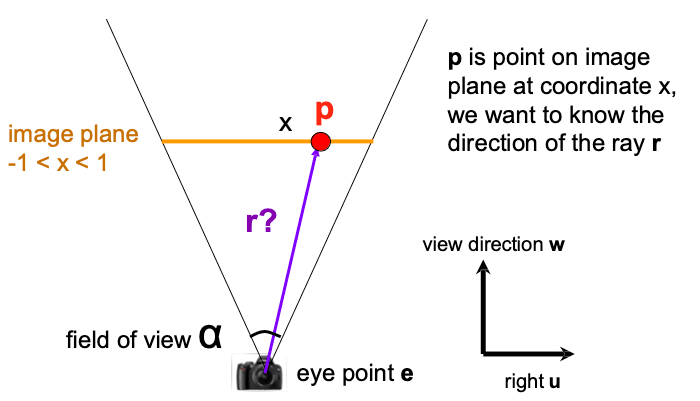 p is point on image
plane at coordinate x,
we want to know the
direction of the ray r
x
p
image plane
-1 < x < 1
r?
view direction w
field of view α
eye point e
right u